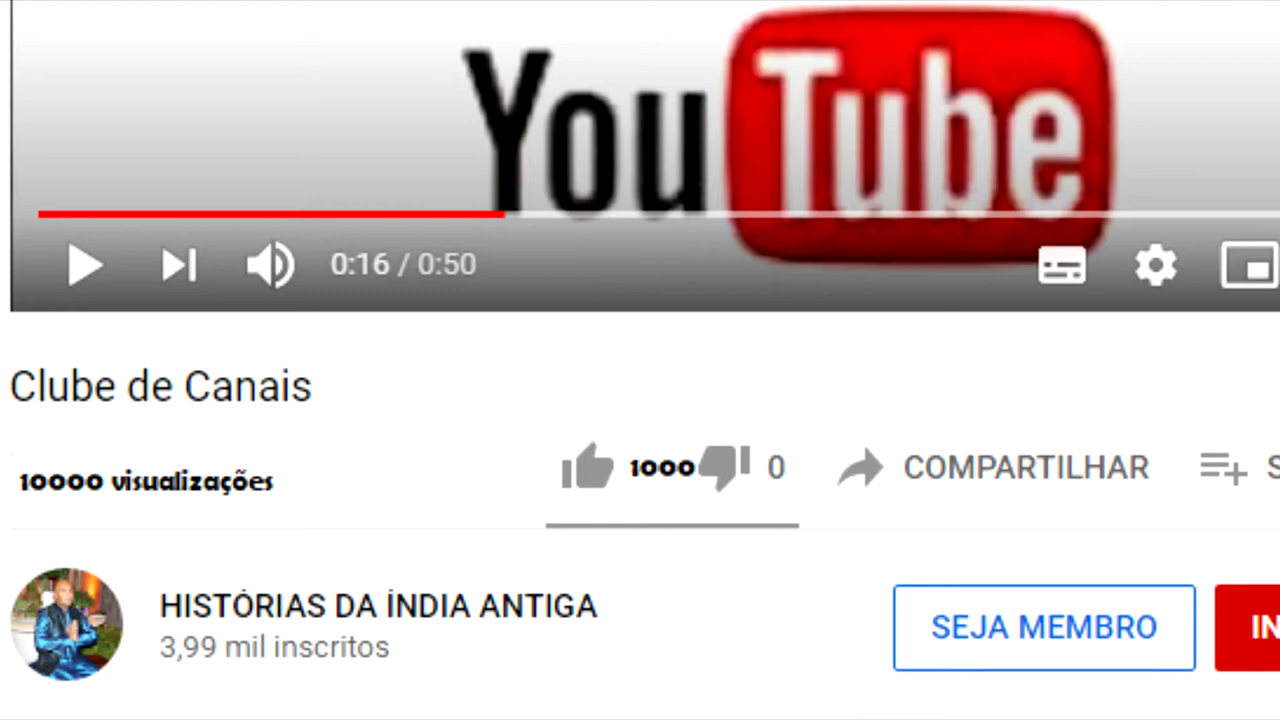 YouTube
0:16 / 0:50
Clube de Canais
10000 visualizações
1000
0
COMPARTILHAR
S
HISTÓRIAS DA ÍNDIA ANTIGA
3,99 mil inscritos
SEJA MEMBRO
IN